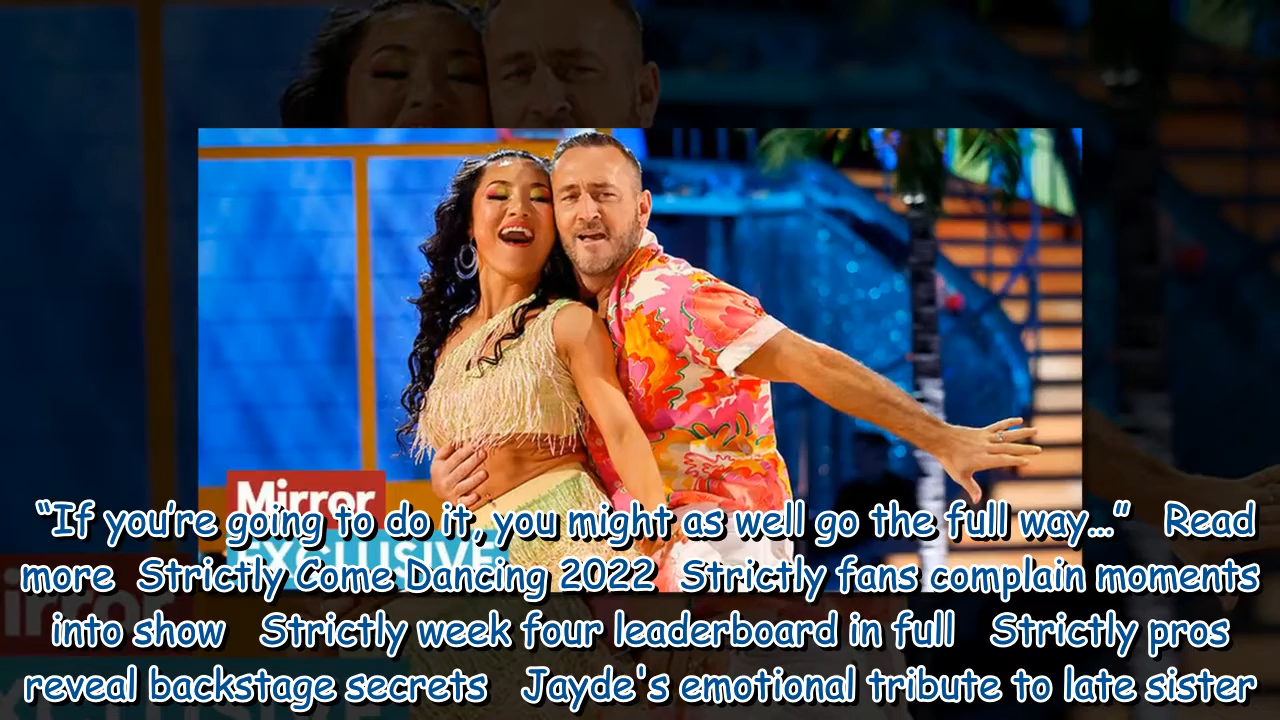 Mirror
EXCLUSIVE
“If you're going to do it, you might as well go the full way...” Read
more Strictly Come Dancing 2022 Strictly fans complain moments
into show Strictly week four leaderboard in full Strictly pros
reveal backstage secrets Jayde's emotional tribute to late sister